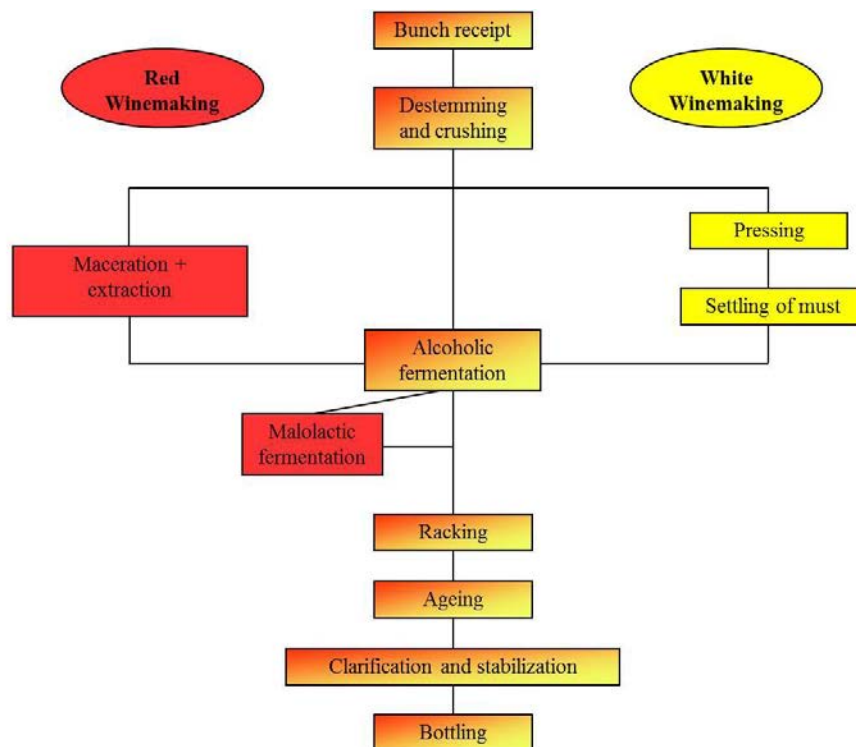 Bunch receipt
Red
Winemaking
White
Winemaking
Destemming
and crushing
Pressing
Maceration +
extraction
Settling of must
Alcoholic
fermentation
Malolactic
fermentation
Racking
Ageing
Clarification and stabilization
Bottling